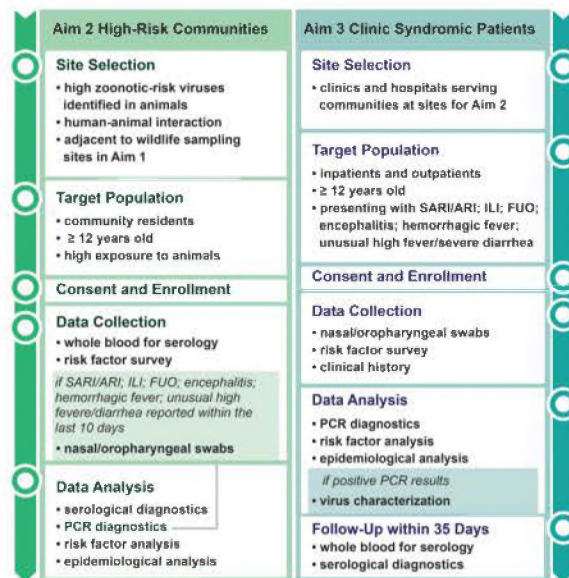 Aim 2 High-Risk Communities
Site Selection
• high zoonotic-risk viruses
identified in animals
• human-animal interaction
• adjacent to wildlife sampling
sites in Aim 1
Target Population
• community residents
• ≥ 12 years old
• high exposure to animals
Consent and Enrollment
Data Collection
• whole blood for serology
• risk factor survey
if SARI/ARI; ILI; FUO; encephalitis;
hemorrhagic fever; unusual high
fevere/diarrhea reported within the
last 10 days
• nasal/oropharyngeal swabs
Data Analysis
• serological diagnostics
• PCR diagnostics
• risk factor analysis
• epidemiological analysis
Aim 3 Clinic Syndromic Patients
Site Selection
• clinics and hospitals serving
communities at sites for Aim 2
Target Population
• inpatients and outpatients
• ≥ 12 years old
• presenting with SARI/ARI; ILI; FUO;
encephalitis; hemorrhagic fever;
unusual high fever/severe diarrhea
Consent and Enrollment
Data Collection
• nasal/oropharyngeal swabs
• risk factor survey
• clinical history
Data Analysis
• PCR diagnostics
• risk factor analysis
• epidemiological analysis
if positive PCR results
• virus characterization
Follow-Up within 35 Days
• whole blood for serology
• serological diagnostics